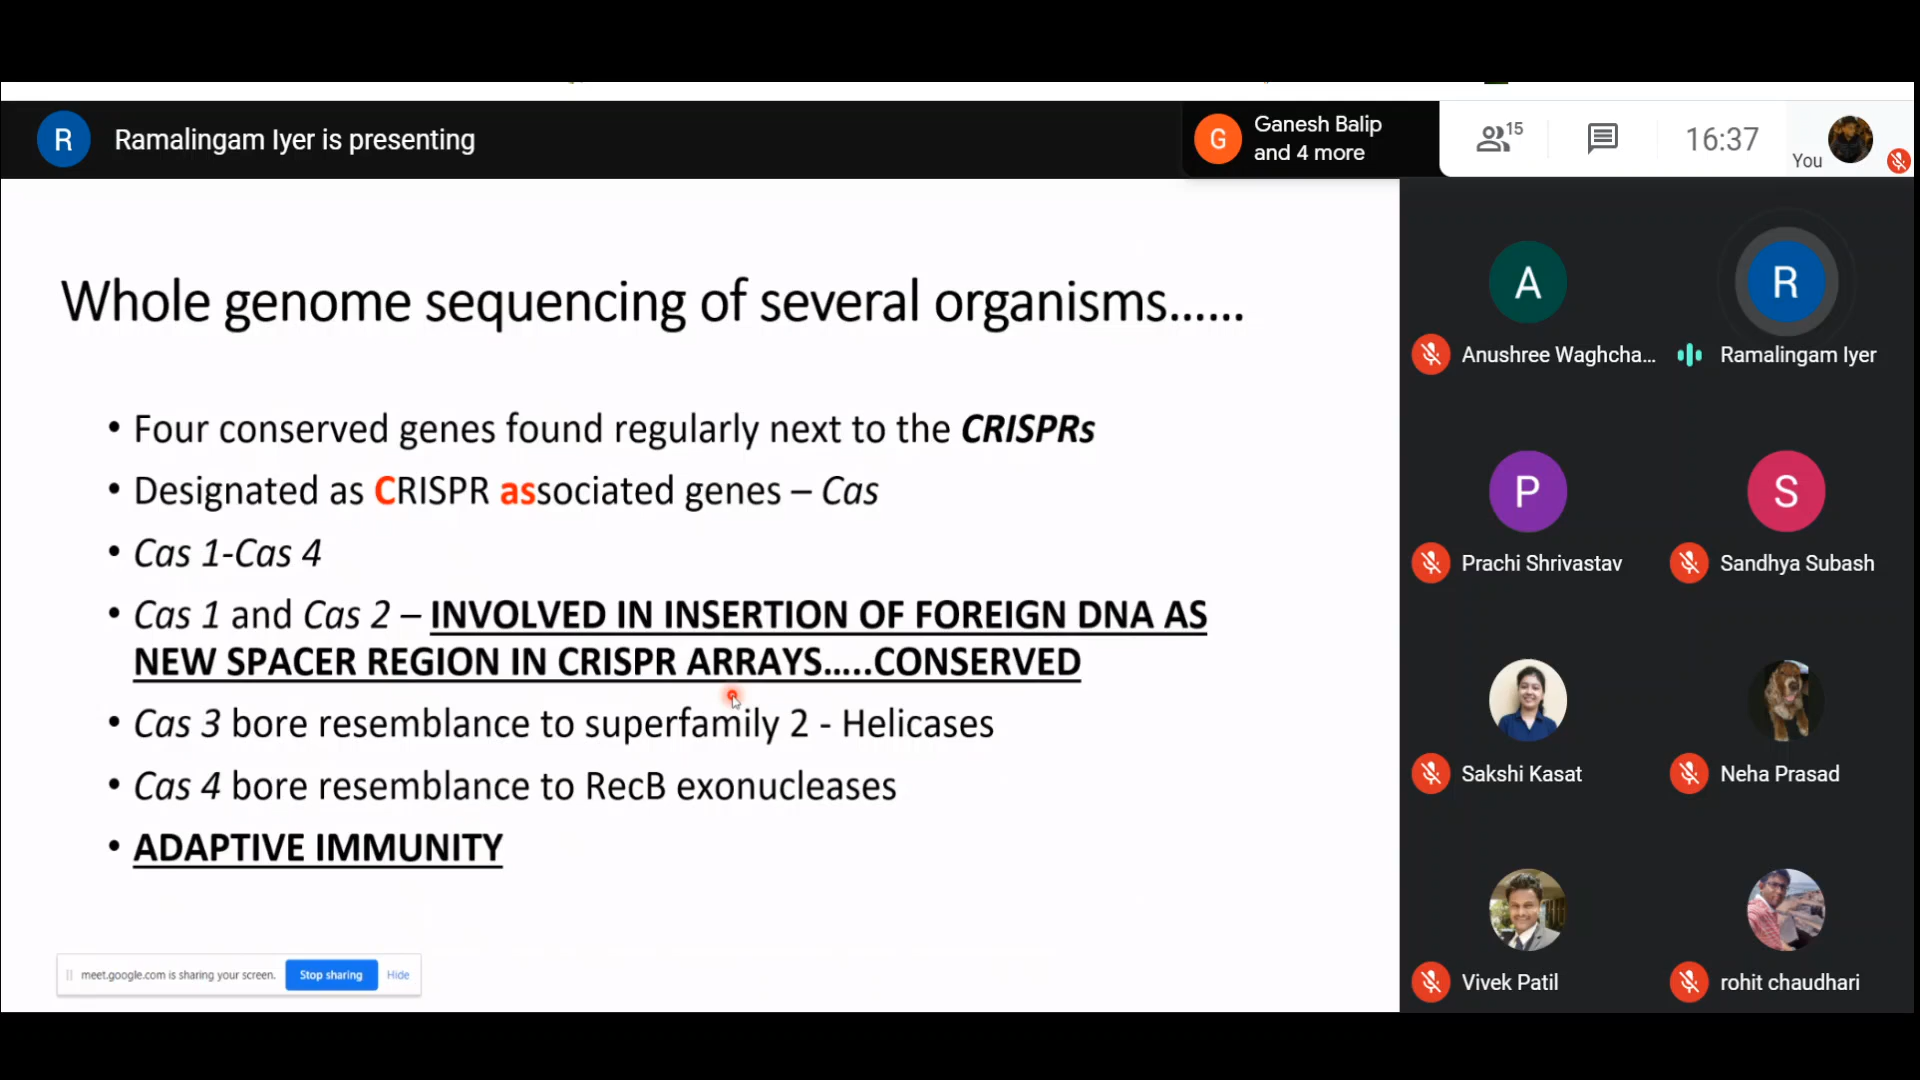 R
Ramalingam Iyer is presenting
G
Ganesh Balip
and 4 more
15
16:37
You
Whole genome sequencing of several organisms......
• Four conserved genes found regularly next to the CRISPRs
• Designated as CRISPR associated genes – Cas
• Cas 1-Cas 4
• Cas 1 and Cas 2 – INVOLVED IN INSERTION OF FOREIGN DNA AS
NEW SPACER REGION IN CRISPR ARRAYS.....CONSERVED
• Cas 3 bore resemblance to superfamily 2 - Helicases
• Cas 4 bore resemblance to RecB exonucleases
• ADAPTIVE IMMUNITY
meet.google.com is sharing your screen.
Stop sharing
Hide
A
R
Anushree Waghcha...
Ramalingam Iyer
P
S
Prachi Shrivastav
Sandhya Subash
Sakshi Kasat
Neha Prasad
Vivek Patil
rohit chaudhari